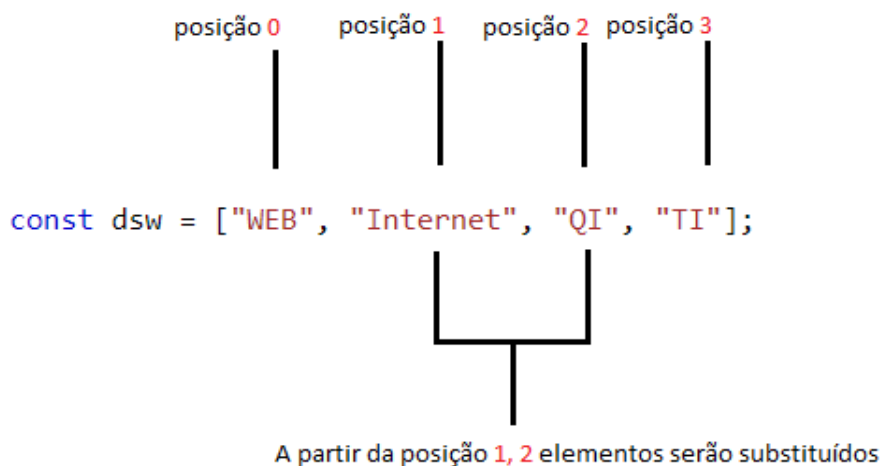 posição 0 posição 1 posição 2 posição 3
const dsw = ["WEB", "Internet", "QI", "TI"];
A partir da posição 1, 2 elementos serão substituídos